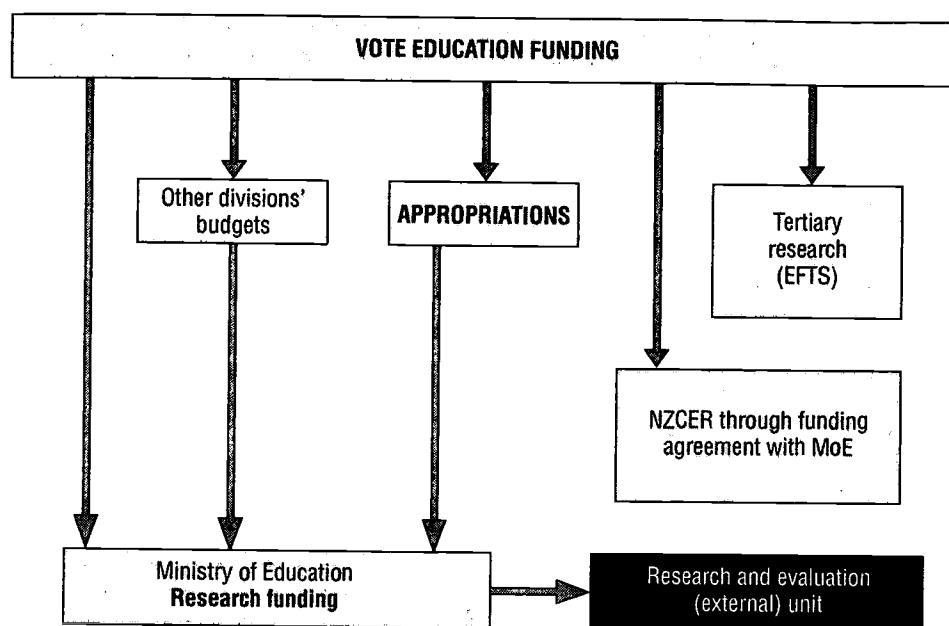 VOTE EDUCATION FUNDING
Other divisions'
budgets
APPROPRIATIONS
Tertiary
research
(EFTS)
NZCER through funding
agreement with MoE
Ministry of Education
Research funding
Research and evaluation
(external) unit